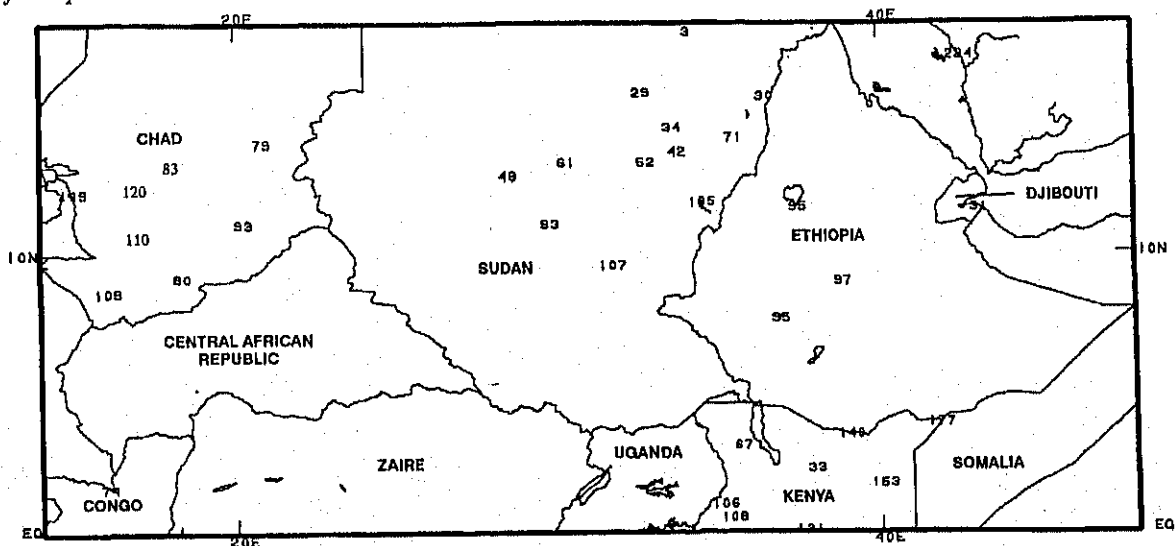 20E
40E
3
29
30
34
71
42
CHAD
79
83
61
62
49
120
105
DJIBOUTI
93
93
110
ETHIOPIA
10N
10N
SUDAN
107
97
80
108
95
CENTRAL AFRICAN
REPUBLIC
67
ZAIRE
UGANDA
33
SOMALIA
153
KENYA
106
CONGO
108
EQ
EQ
20E
40E